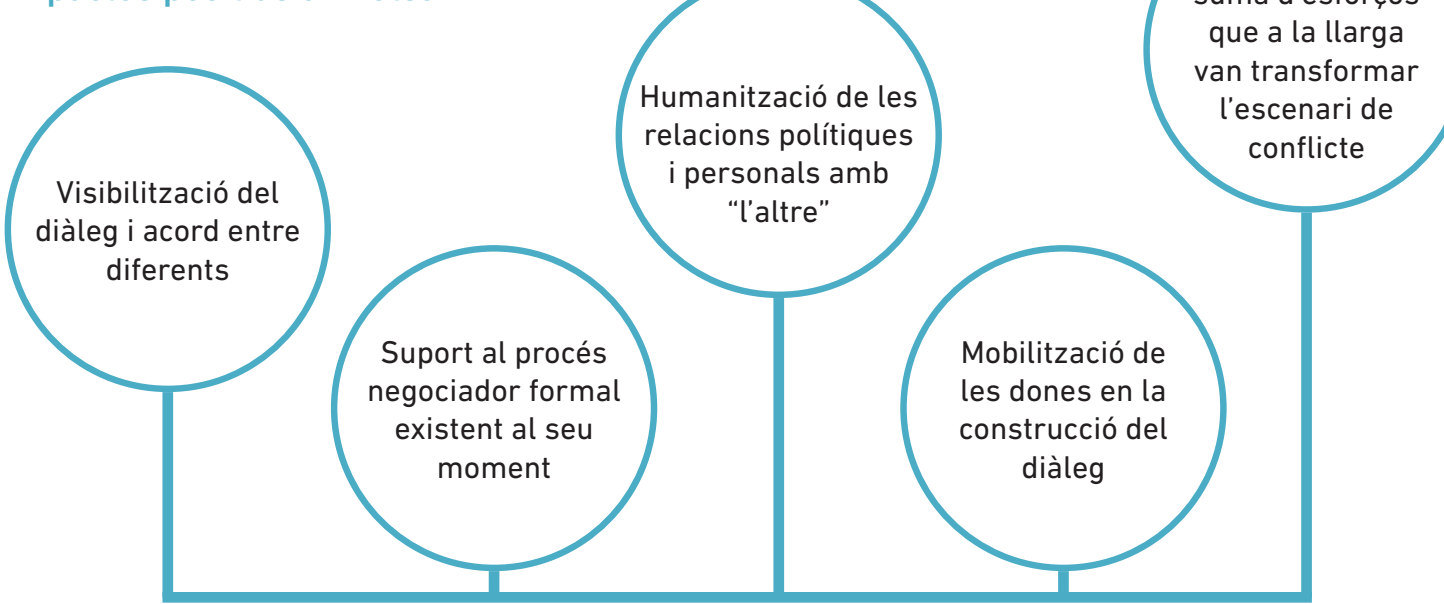 Visibilització del
diàleg i acord entre
diferents
Suport al procés
negociador formal
existent al seu
moment
Humanització de les
relacions polítiques
i personals amb
“l’altre”
Mobilització de
les dones en la
construcció del
diàleg
suma d’esforços
que a la llarga
van transformar
l’escenari de
conflicte